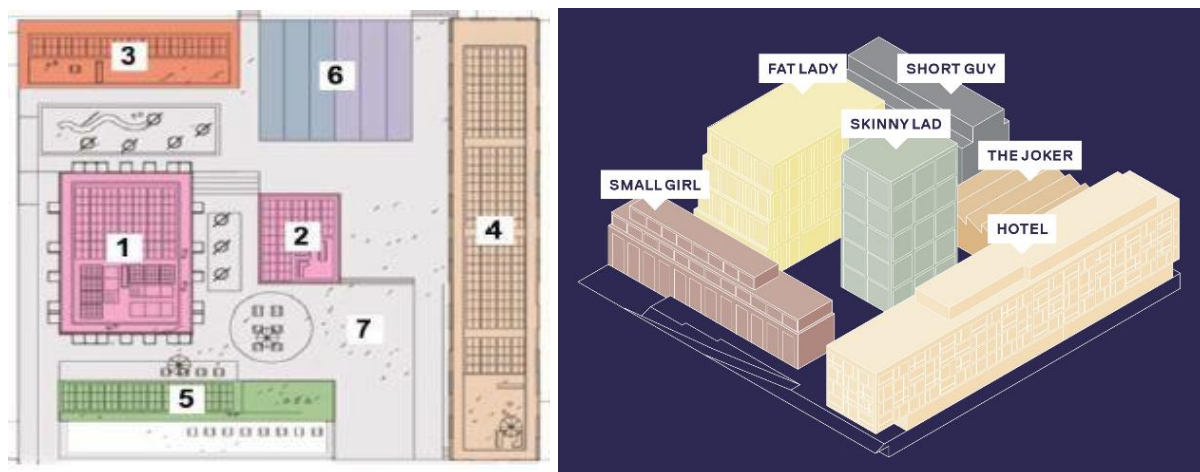 3
6
1
2
4
7
5
FAT LADY
SHORT GUY
SKINNY LAD
THE JOKER
SMALL GIRL
HOTEL